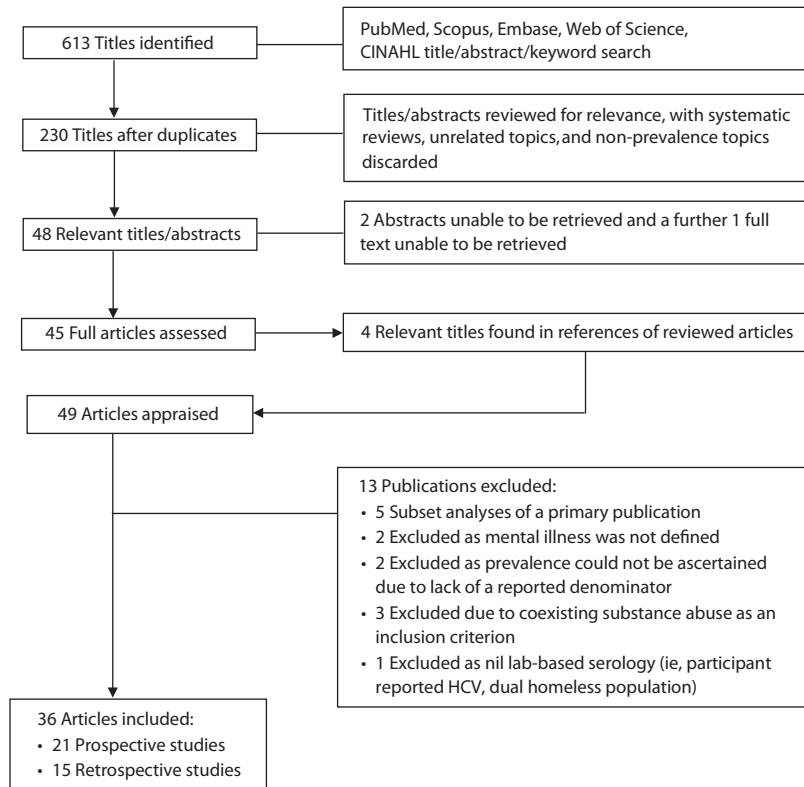 613 Titles identified
PubMed, Scopus, Embase, Web of Science,
CINAHL title/abstract/keyword search
230 Titles after duplicates
Titles/abstracts reviewed for relevance, with systematic
reviews, unrelated topics, and non-prevalence topics
discarded
48 Relevant titles/abstracts
2 Abstracts unable to be retrieved and a further 1 full
text unable to be retrieved
45 Full articles assessed
4 Relevant titles found in references of reviewed articles
49 Articles appraised
13 Publications excluded:
• 5 Subset analyses of a primary publication
• 2 Excluded as mental illness was not defined
• 2 Excluded as prevalence could not be ascertained
due to lack of a reported denominator
• 3 Excluded due to coexisting substance abuse as an
inclusion criterion
• 1 Excluded as nil lab-based serology (ie, participant
reported HCV, dual homeless population)
36 Articles included:
• 21 Prospective studies
• 15 Retrospective studies